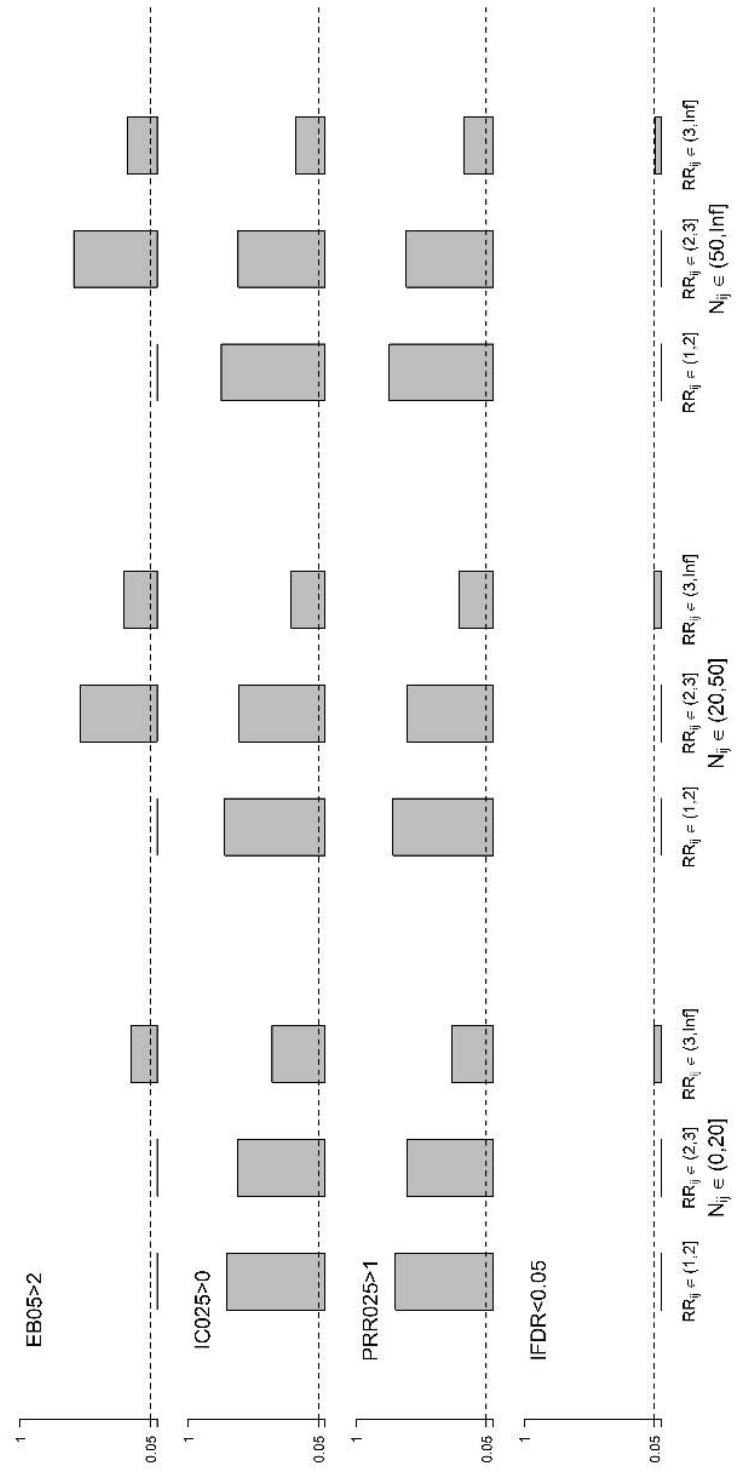 EB05>2
1
0.05
IC025>0
1
0.05
PRR025>1
1
0.05
IFDR<0.05
1
0.05
RRij ∈ (1,2]
RRij ∈ (2,3]
RRij ∈ (3,Inf]
RRij ∈ (1,2]
RRij ∈ (2,3]
RRij ∈ (3,Inf]
RRij ∈ (1,2]
RRij ∈ (2,3]
RRij ∈ (3,Inf]
Nij ∈ (0,20]
Nij ∈ (20,50]
Nij ∈ (50,Inf]